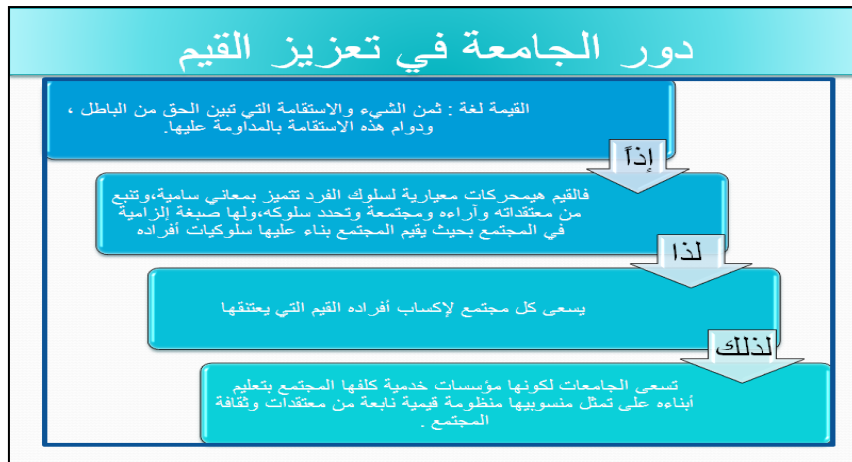 دور الجامعة في تعزيز القيم
القيمة لغة : ثمن الشيء والاستقامة التي تبين الحق من الباطل ،
ودوام هذه الاستقامة بالمداومة عليها.
إذاً
فالقيم هيمحركات معيارية لسلوك الفرد تتميز بمعاني سامية،وتنبع
من معتقداته وآراءه ومجتمعة وتحدد سلوكه،ولها صبغة إلزامية
في المجتمع بحيث يقيم المجتمع بناء عليها سلوكيات أفراده
لذا
يسعى كل مجتمع لإكساب أفراده القيم التي يعتنقها
لذلك
تسعى الجامعات لكونها مؤسسات خدمية كلفها المجتمع بتعليم
أبناءه على تمثل منسوبيها منظومة قيمية نابعة من معتقدات وثقافة
المجتمع .